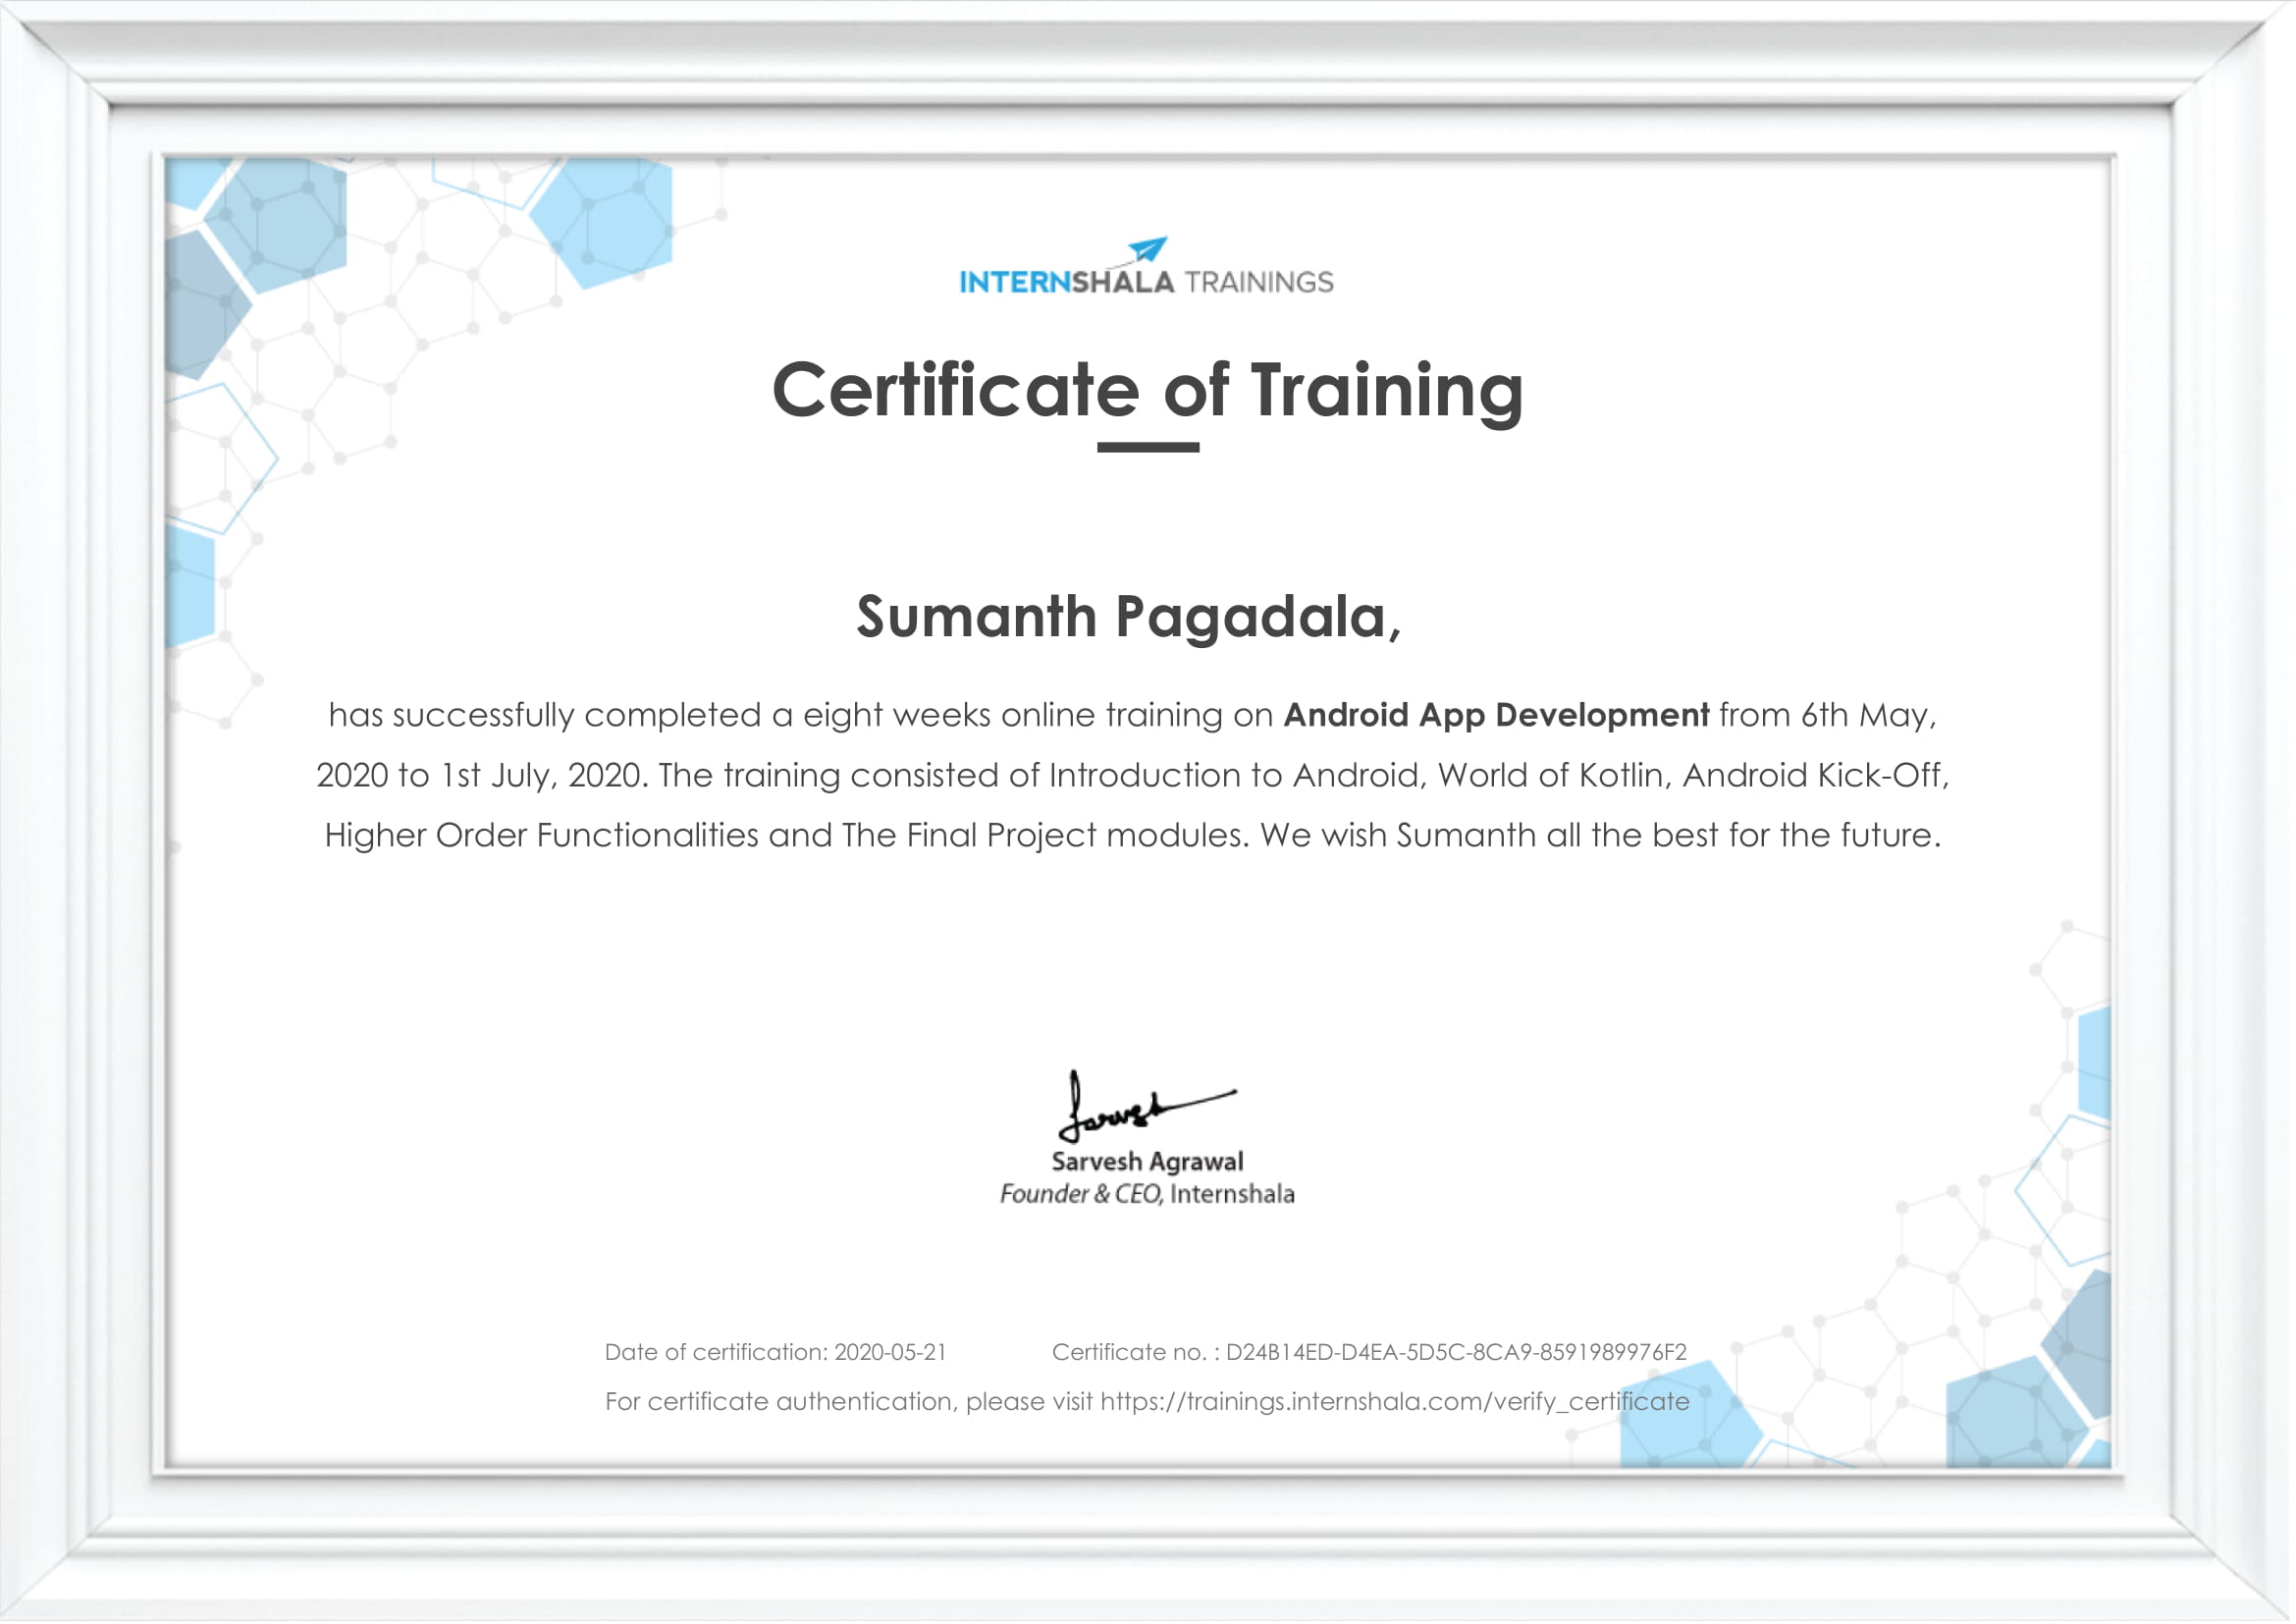 INTERNSHALA TRAININGS
Certificate of Training
Sumanth Pagadala,
has successfully completed a eight weeks online training on Android App Development from 6th May,
2020 to 1st July, 2020. The training consisted of Introduction to Android, World of Kotlin, Android Kick-Off,
Higher Order Functionalities and The Final Project modules. We wish Sumanth all the best for the future.
Sarvesh
Sarvesh Agrawal
Founder & CEO, Internshala
Date of certification: 2020-05-21 Certificate no. : D24B14ED-D4EA-5D5C-8CA9-8591989976F2
For certificate authentication, please visit https://trainings.internshala.com/verify_certificate